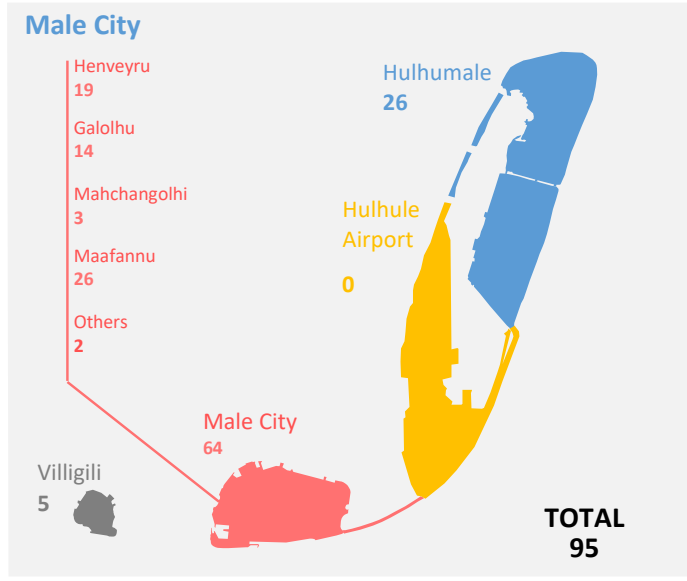 Male City
Henveyru
19
Galolhu
14
Mahchangolhi
3
Maafannu
26
Others
2
Hulhumale
26
Hulhule
Airport
0
Male City
64
Villigili
5
TOTAL
95